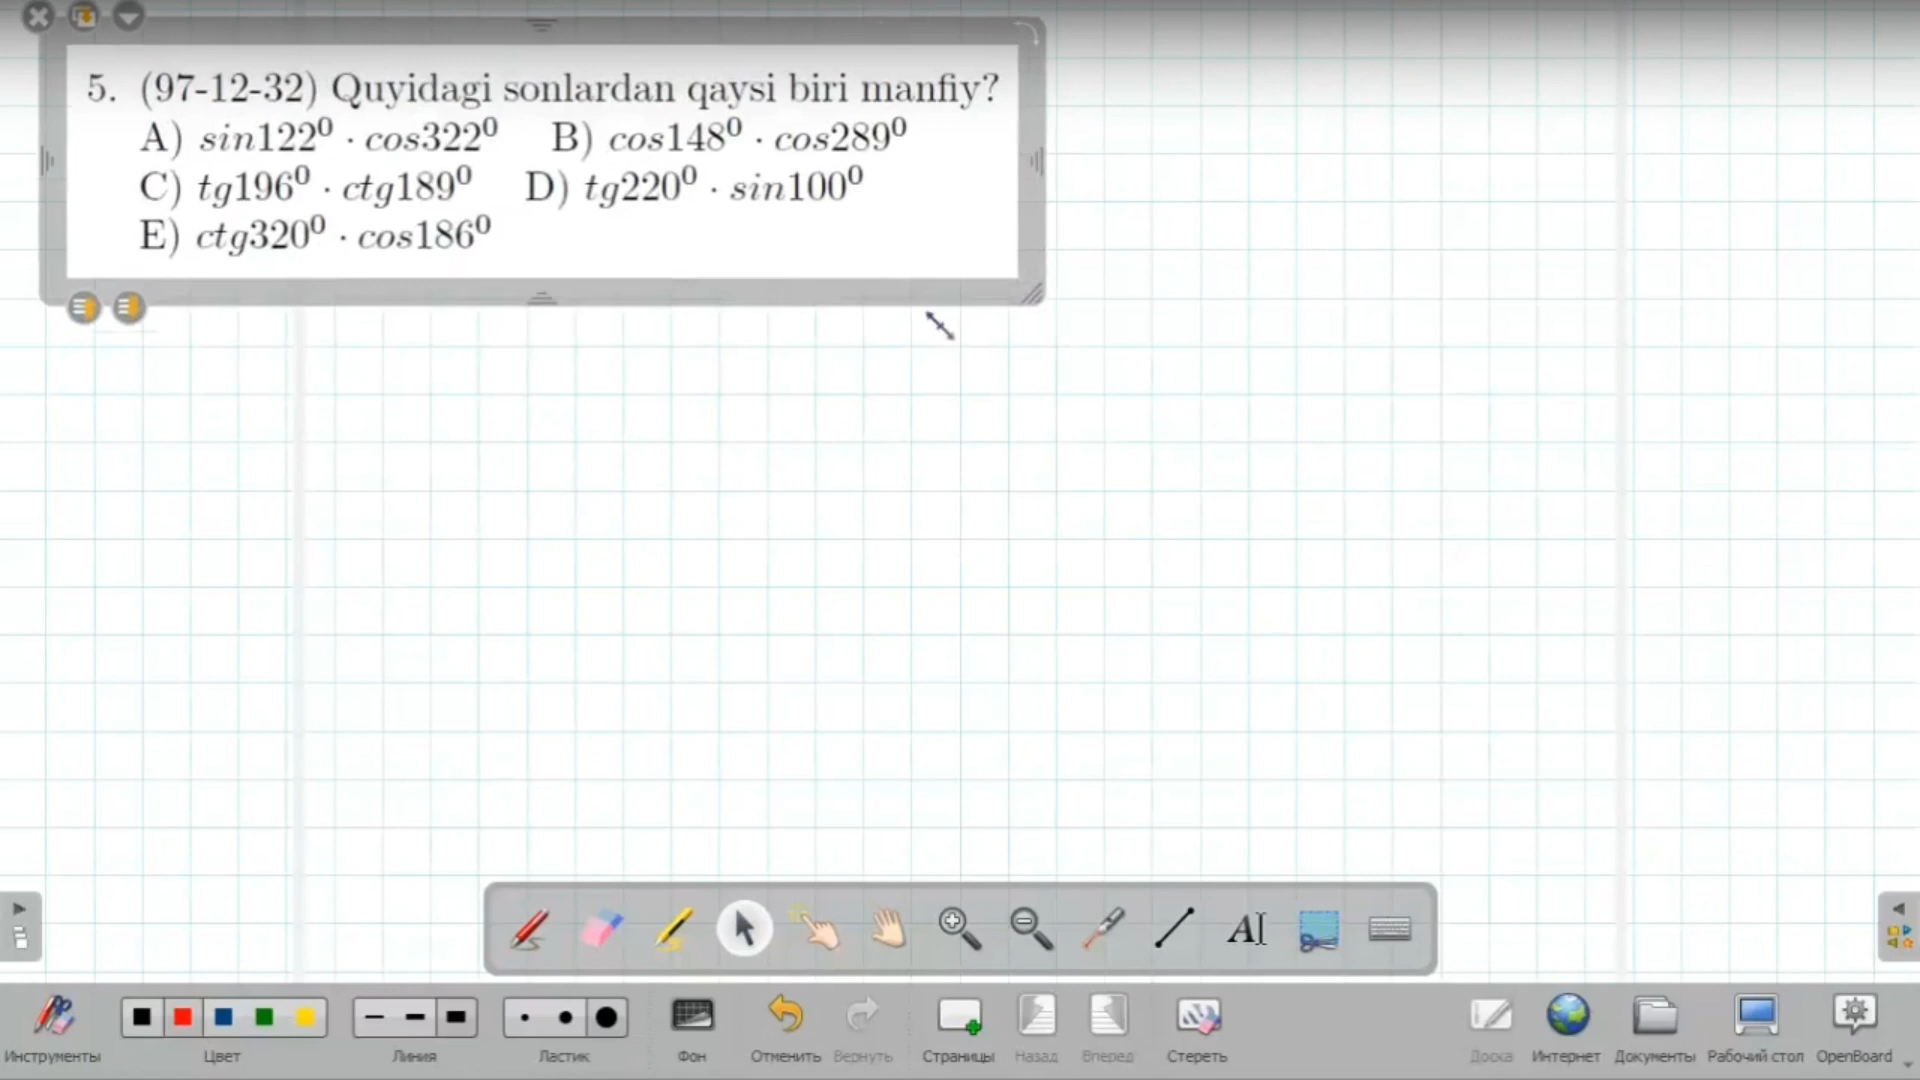 5. (97-12-32) Quyidagi sonlardan qaysi biri manfiy?
A) sin122⁰ · cos322⁰ B) cos148⁰ · cos289⁰
C) tg196⁰ · ctg189⁰ D) tg220⁰ · sin100⁰
E) ctg320⁰ · cos186⁰
Инструменты Цвет Линия Ластик Фон Отменить Вернуть Страницы Назад Вперед Стереть Доска Интернет Документы Рабочий стол OpenBoard